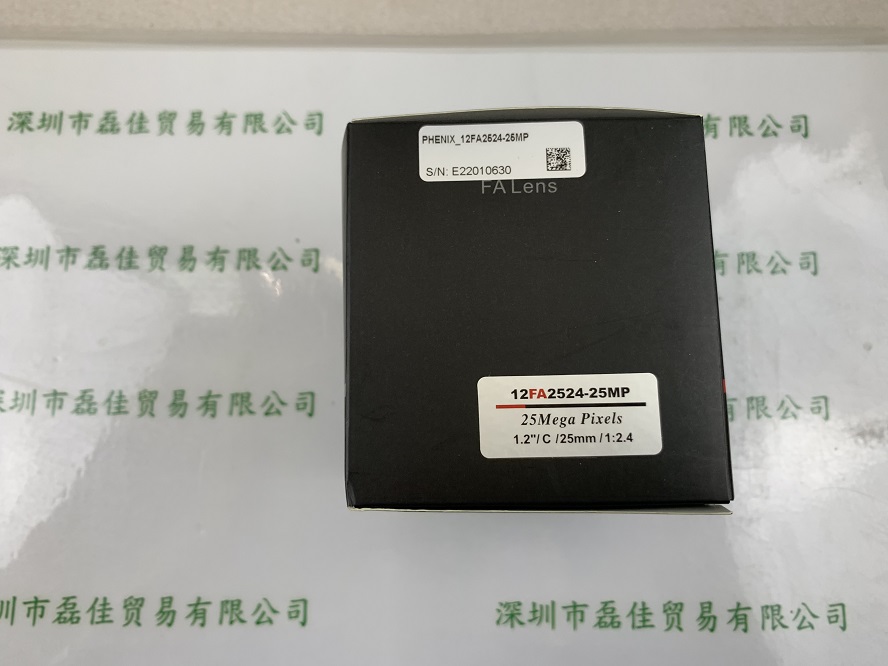 深圳市磊佳贸易有限公司
有限公司
PHENIX_12FA2524-25MP
S/N: E22010630
FA Lens
深圳市磊佳贸易有限公司
有限公司
12FA2524-25MP
25Mega Pixels
1.2"/ C /25mm /1:2.4
圳市磊佳贸易有限公司
有限公司
圳市磊佳贸易有限公司
深圳市磊佳贸易有限公司